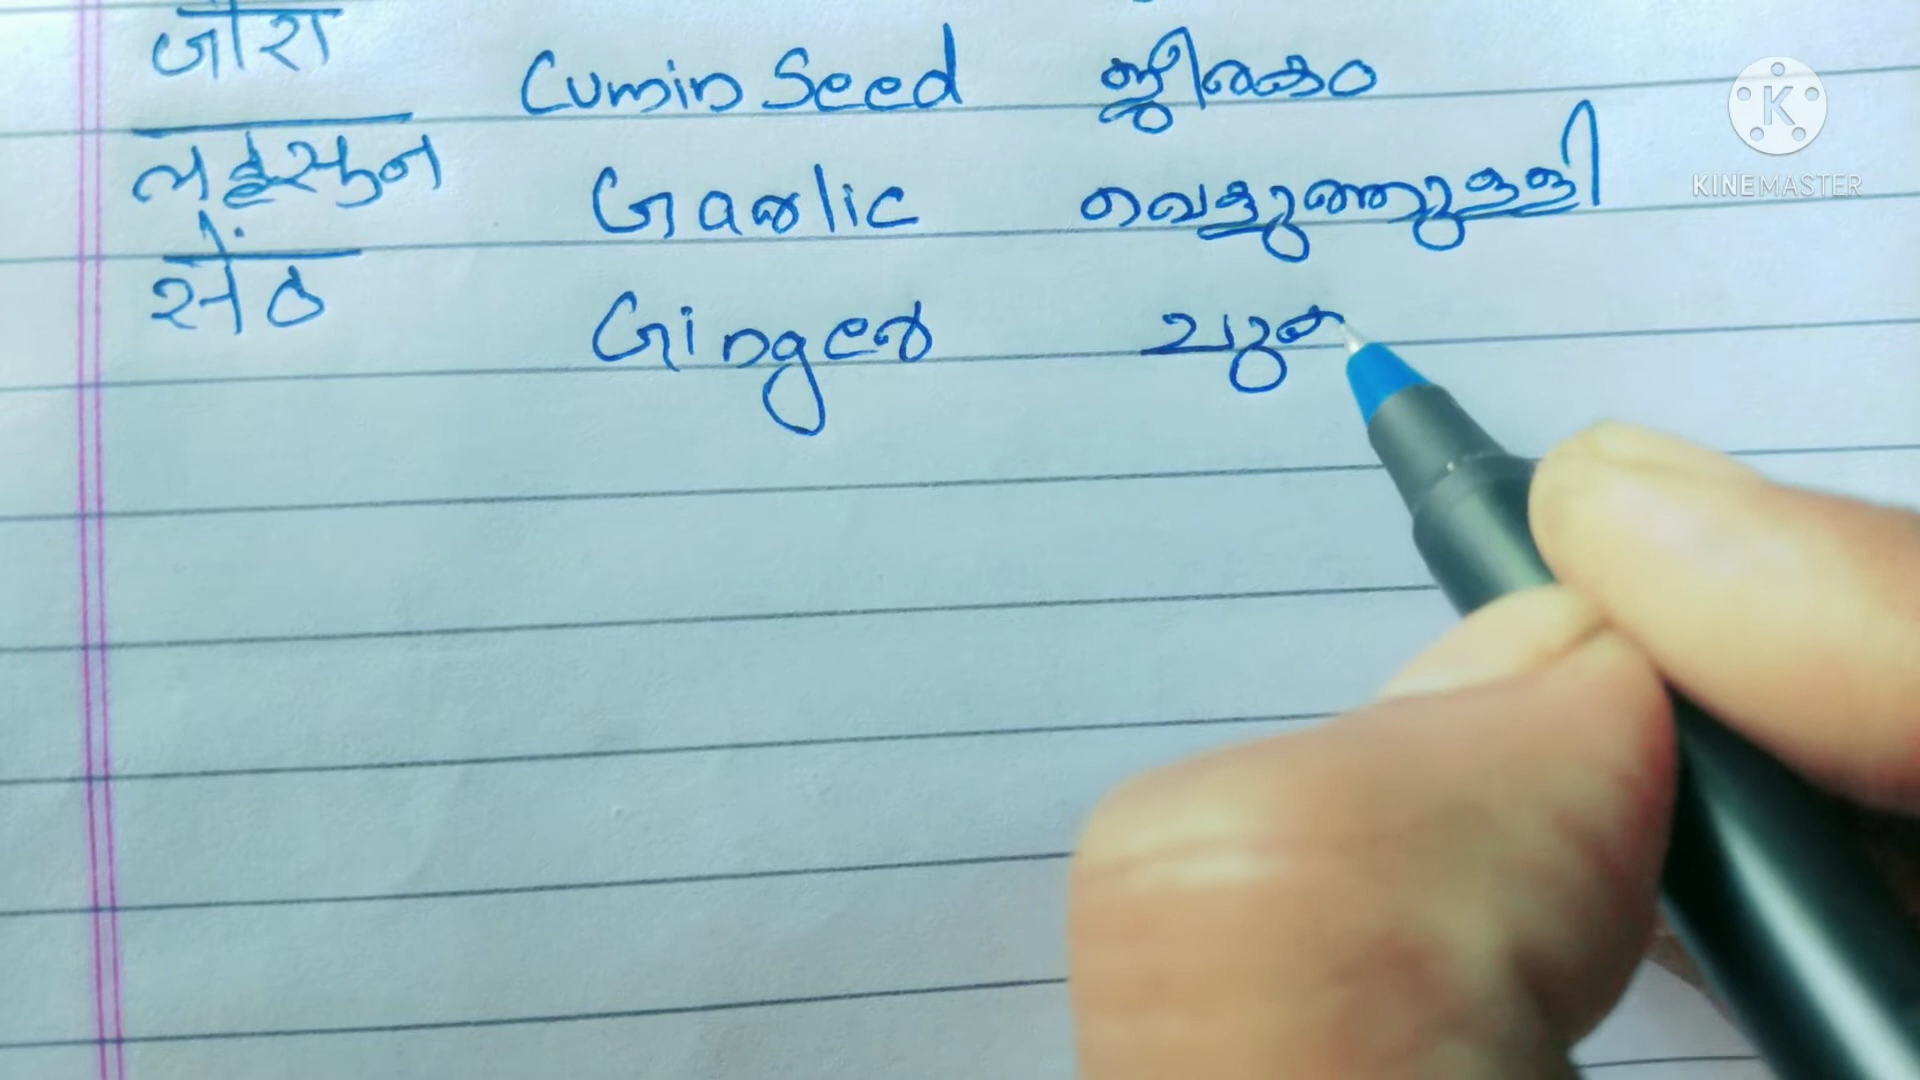 जीरा Cumin Seed ജീരകം
KINEMASTER
लहसून Garlic വെളുത്തുള്ളി
सोंठ Ginger ചുക